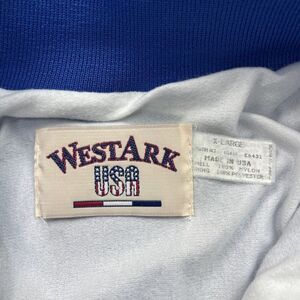 WESTARK
USA
X-LARGE
MADE IN USA
100% NYLON
100% POLYESTER